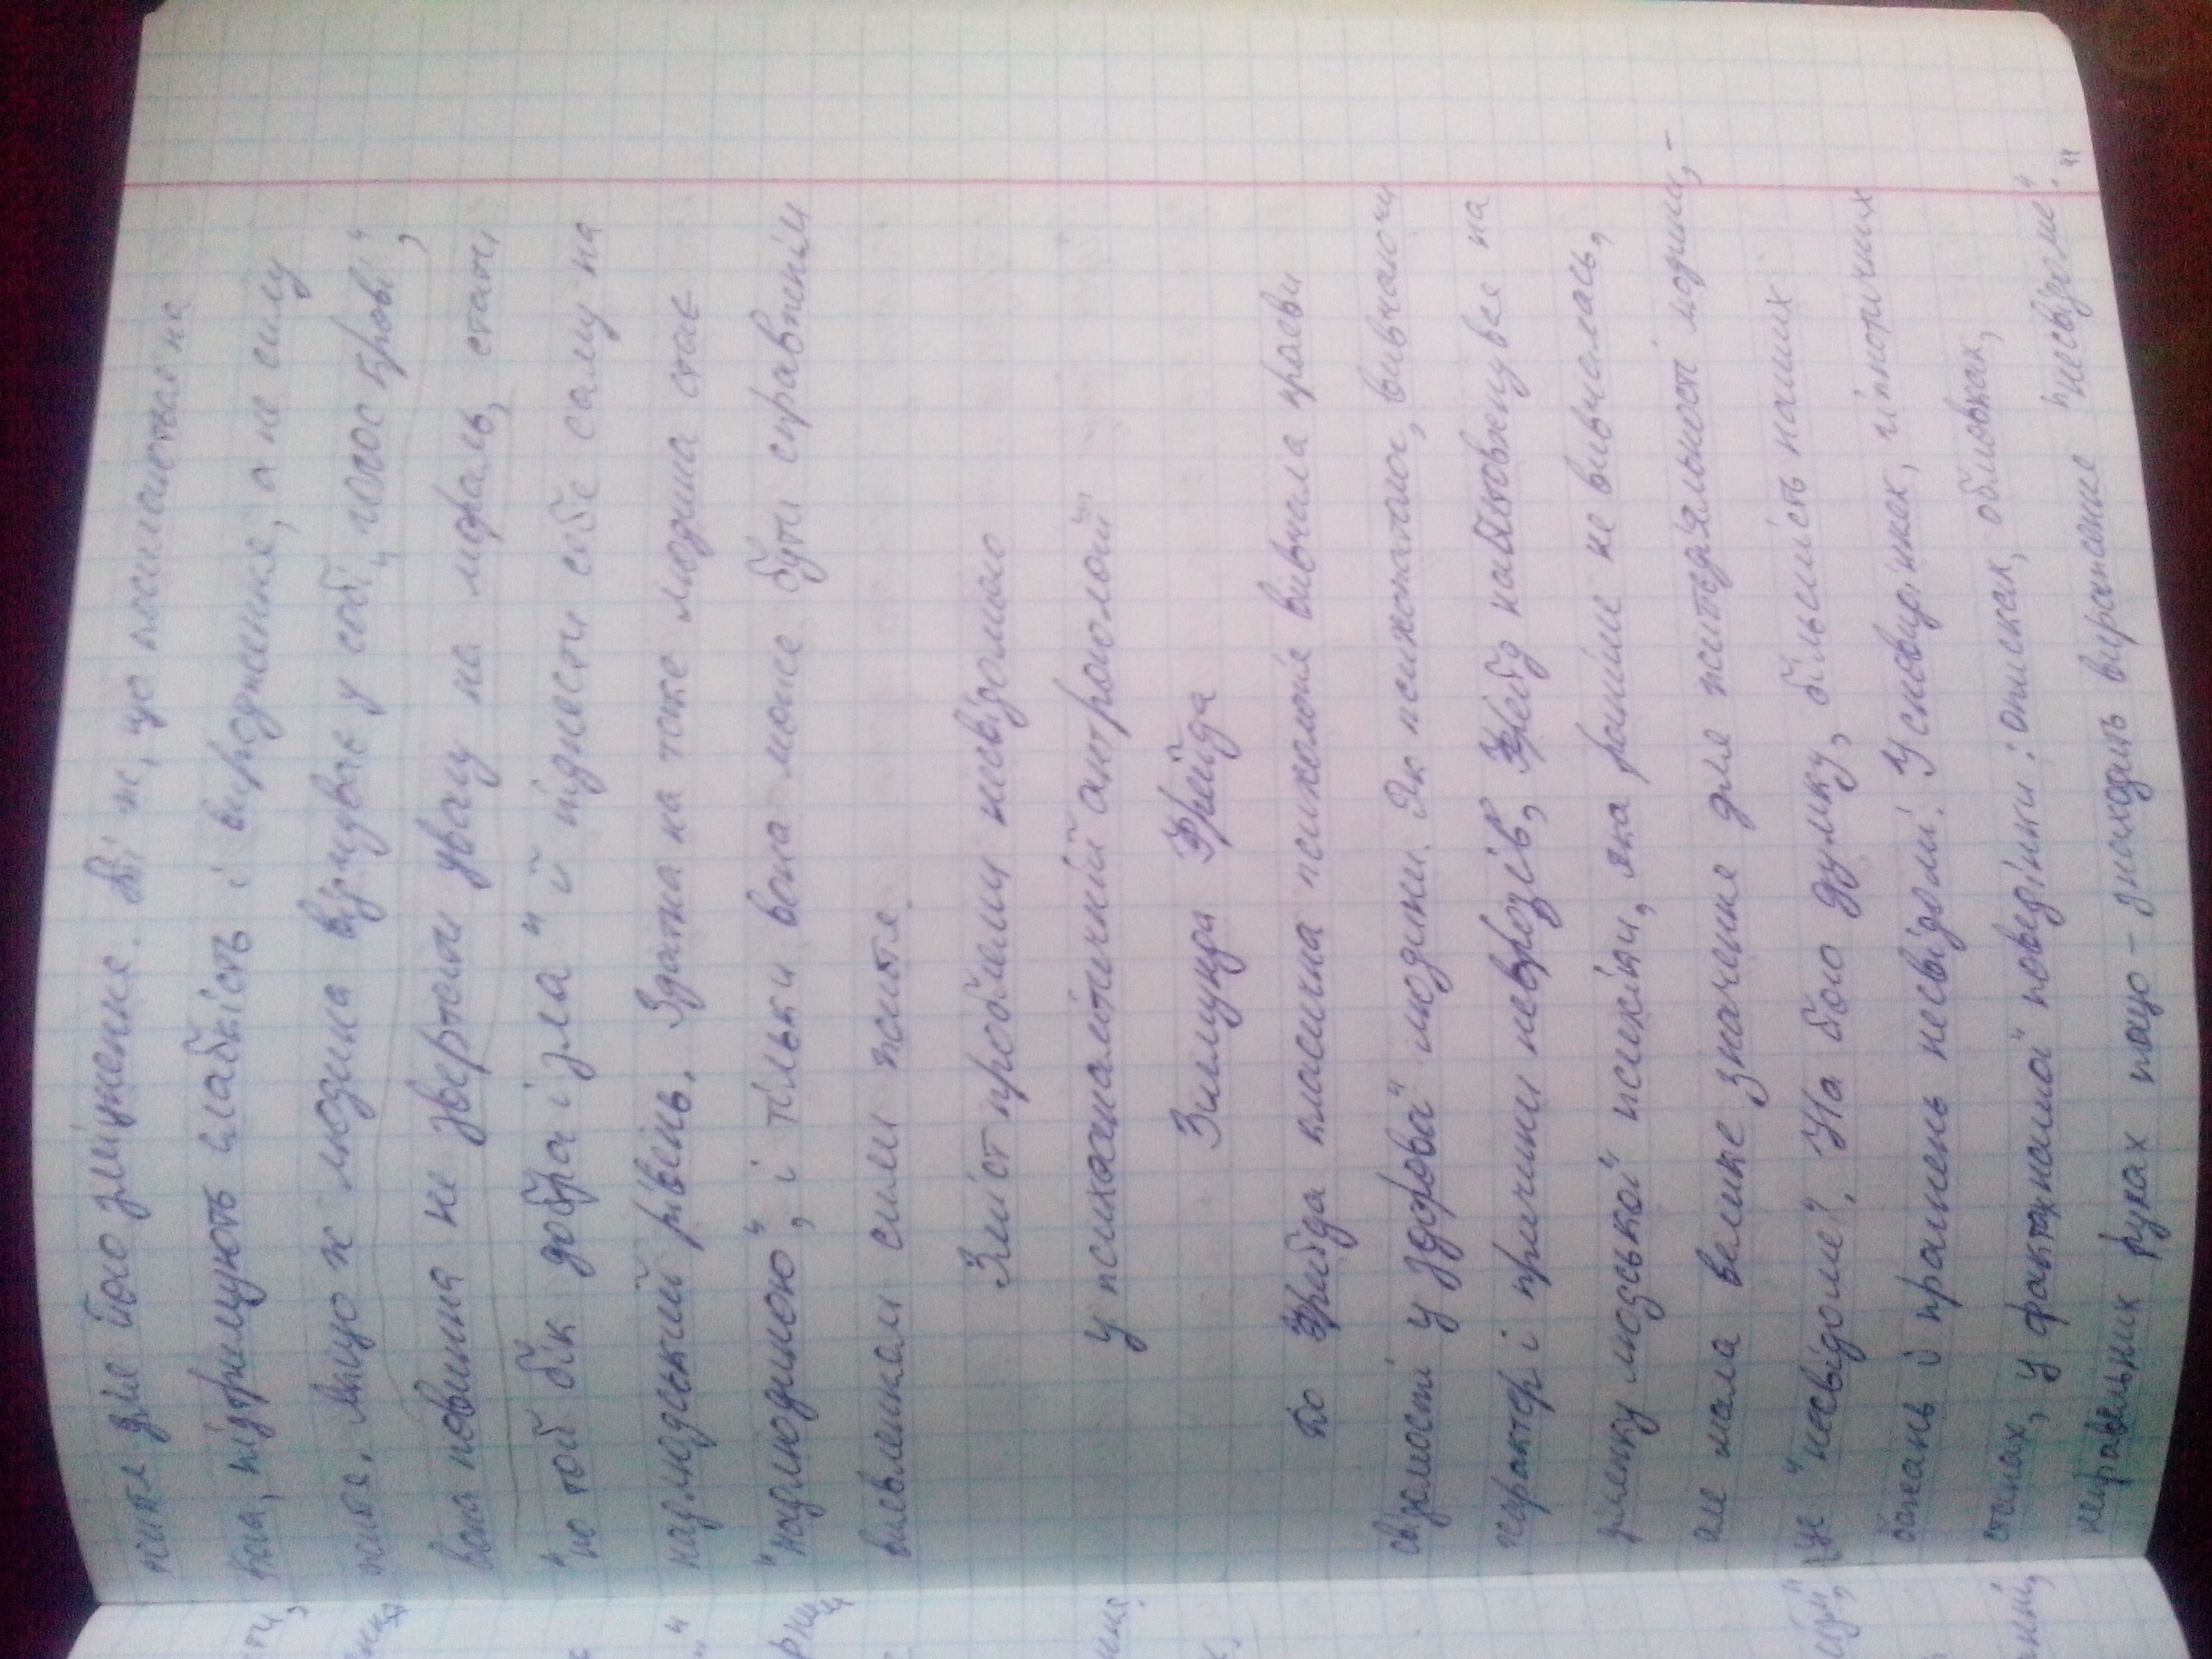 життя для його зміцнення. Ті ж, що посилаються на
Бога, підтримують слабкість і виродження, а не силу
життя. Якщо ж людина відчуває у собі „голос крові",
вона повинна не звертати увагу на мораль, стати
"по той бік добра і зла" й піднести себе саму на
надлюдський рівень. Здатна на таке людина стає
"надлюдиною", і тільки вона може бути справжнім
виявленням сили життя.
Зміст проблеми несвідомого
у психоаналітичній антропології
Зигмунда Фрейда
До Фрейда класична психологія вивчала прояви
свідомості у здорової людини. Як психопатолог, вивчаючи
характер і причини неврозів, Фрейд наштовхнувся на
ділянку людської психіки, яка раніше не вивчалась,
але мала велике значення для життєдіяльності людини, -
це "несвідоме". На його думку, більшість наших
бажань і прагнень несвідомі. У сновидіннях, гіпнотичних
станах, у фактах нашої поведінки: описках, обмовках,
неправильних рухах тощо - знаходить вираження "несвідоме".